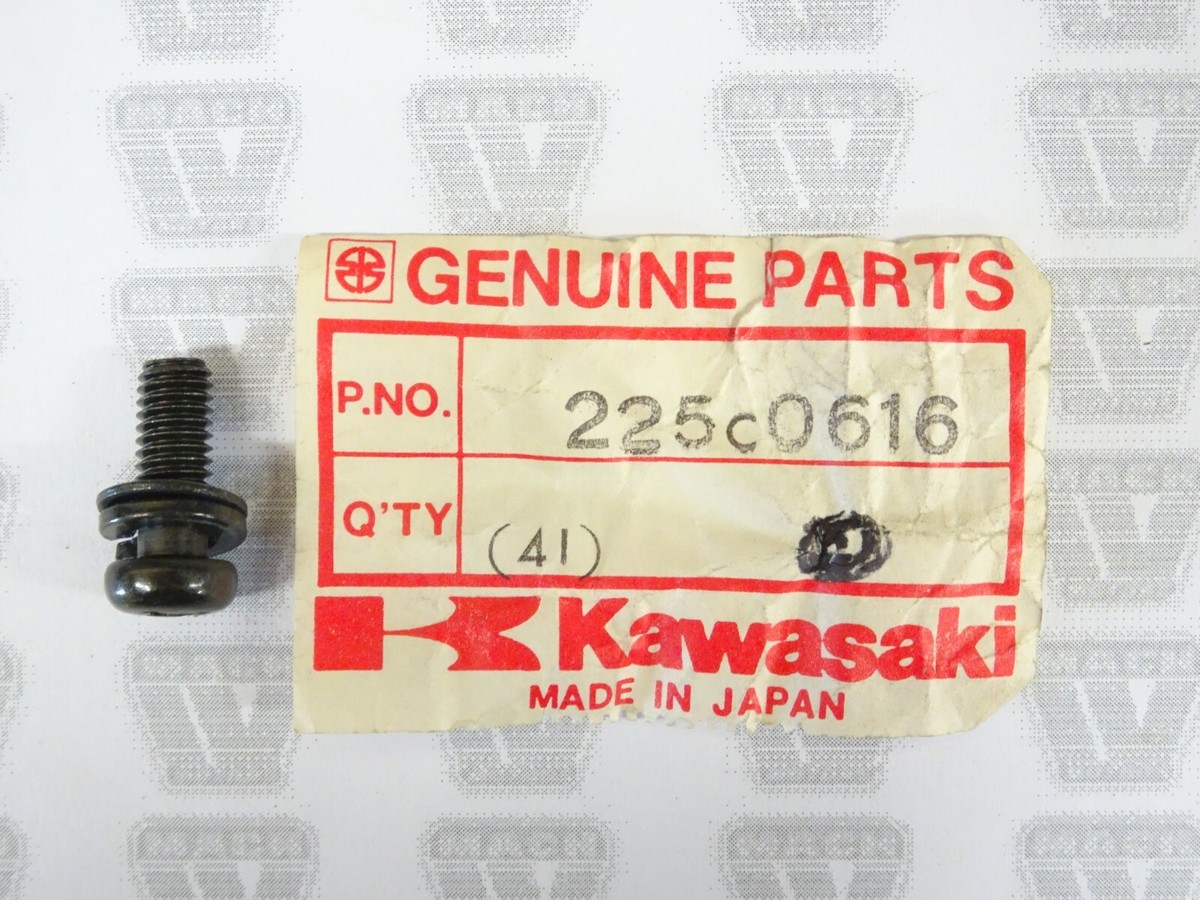 GENUINE PARTS
P.NO. 225c0616
Q'TY (41)
Kawasaki
MADE IN JAPAN